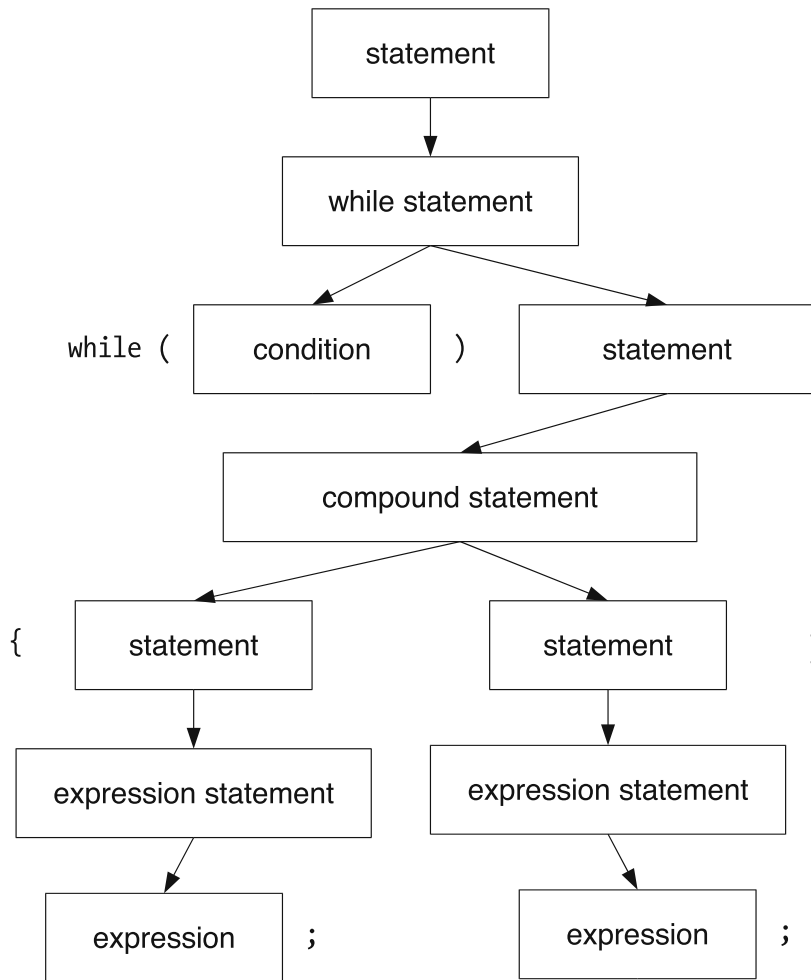 statement
while statement
while ( condition ) statement
compound statement
{ statement statement
expression statement expression statement
expression ; expression ;